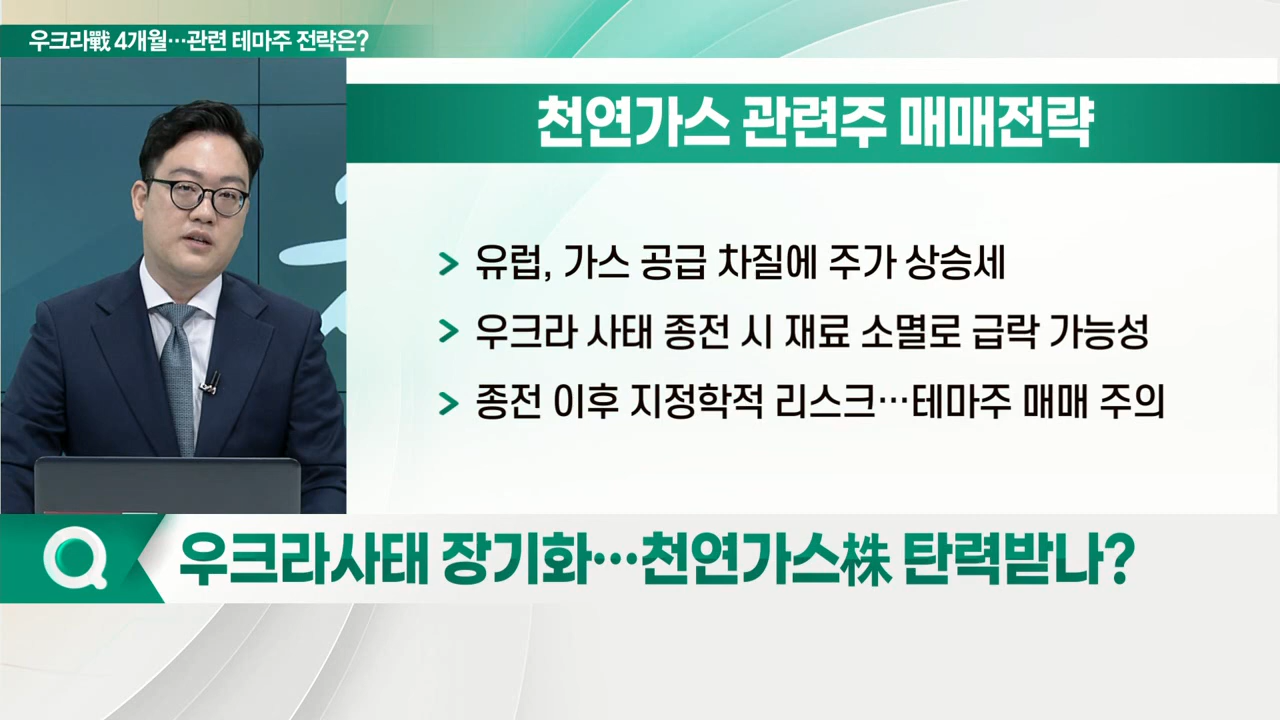 우크라戰 4개월…관련 테마주 전략은?
천연가스 관련주 매매전략
> 유럽, 가스 공급 차질에 주가 상승세
> 우크라 사태 종전 시 재료 소멸로 급락 가능성
> 종전 이후 지정학적 리스크…테마주 매매 주의
Q 우크라사태 장기화…천연가스株 탄력받나?